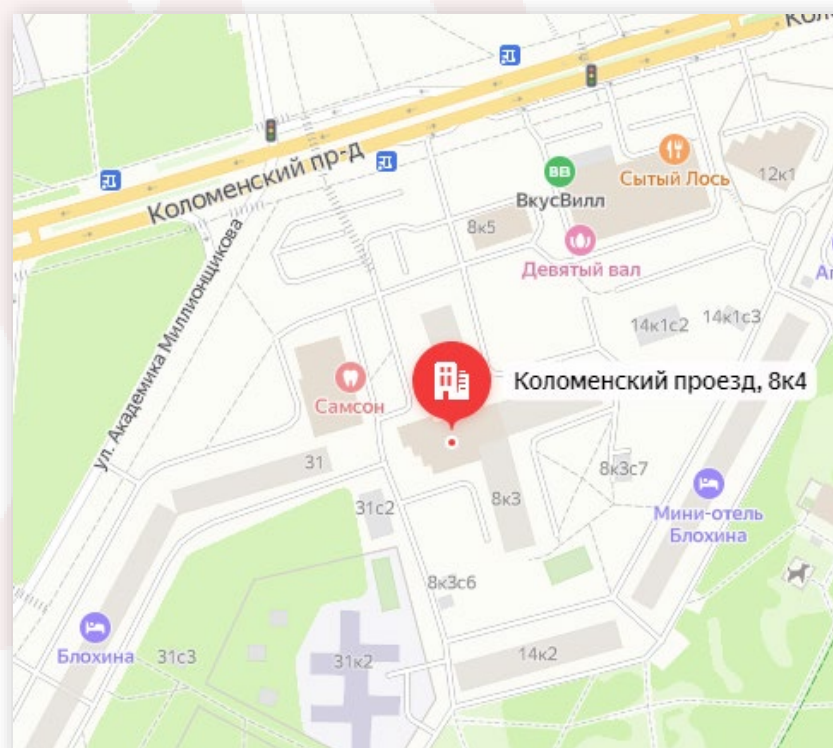 Коломенский пр-д
ул. Академика Миллионщикова
Сытый Лось
12к1
ВВ
ВкусВилл
8к5
Девятый вал
14к1с2
14к1с3
Коломенский проезд, 8к4
Самсон
31
8к3
8к3с7
31с2
Мини-отель
Блохина
8к3с6
Блохина
31с3
31к2
14к2